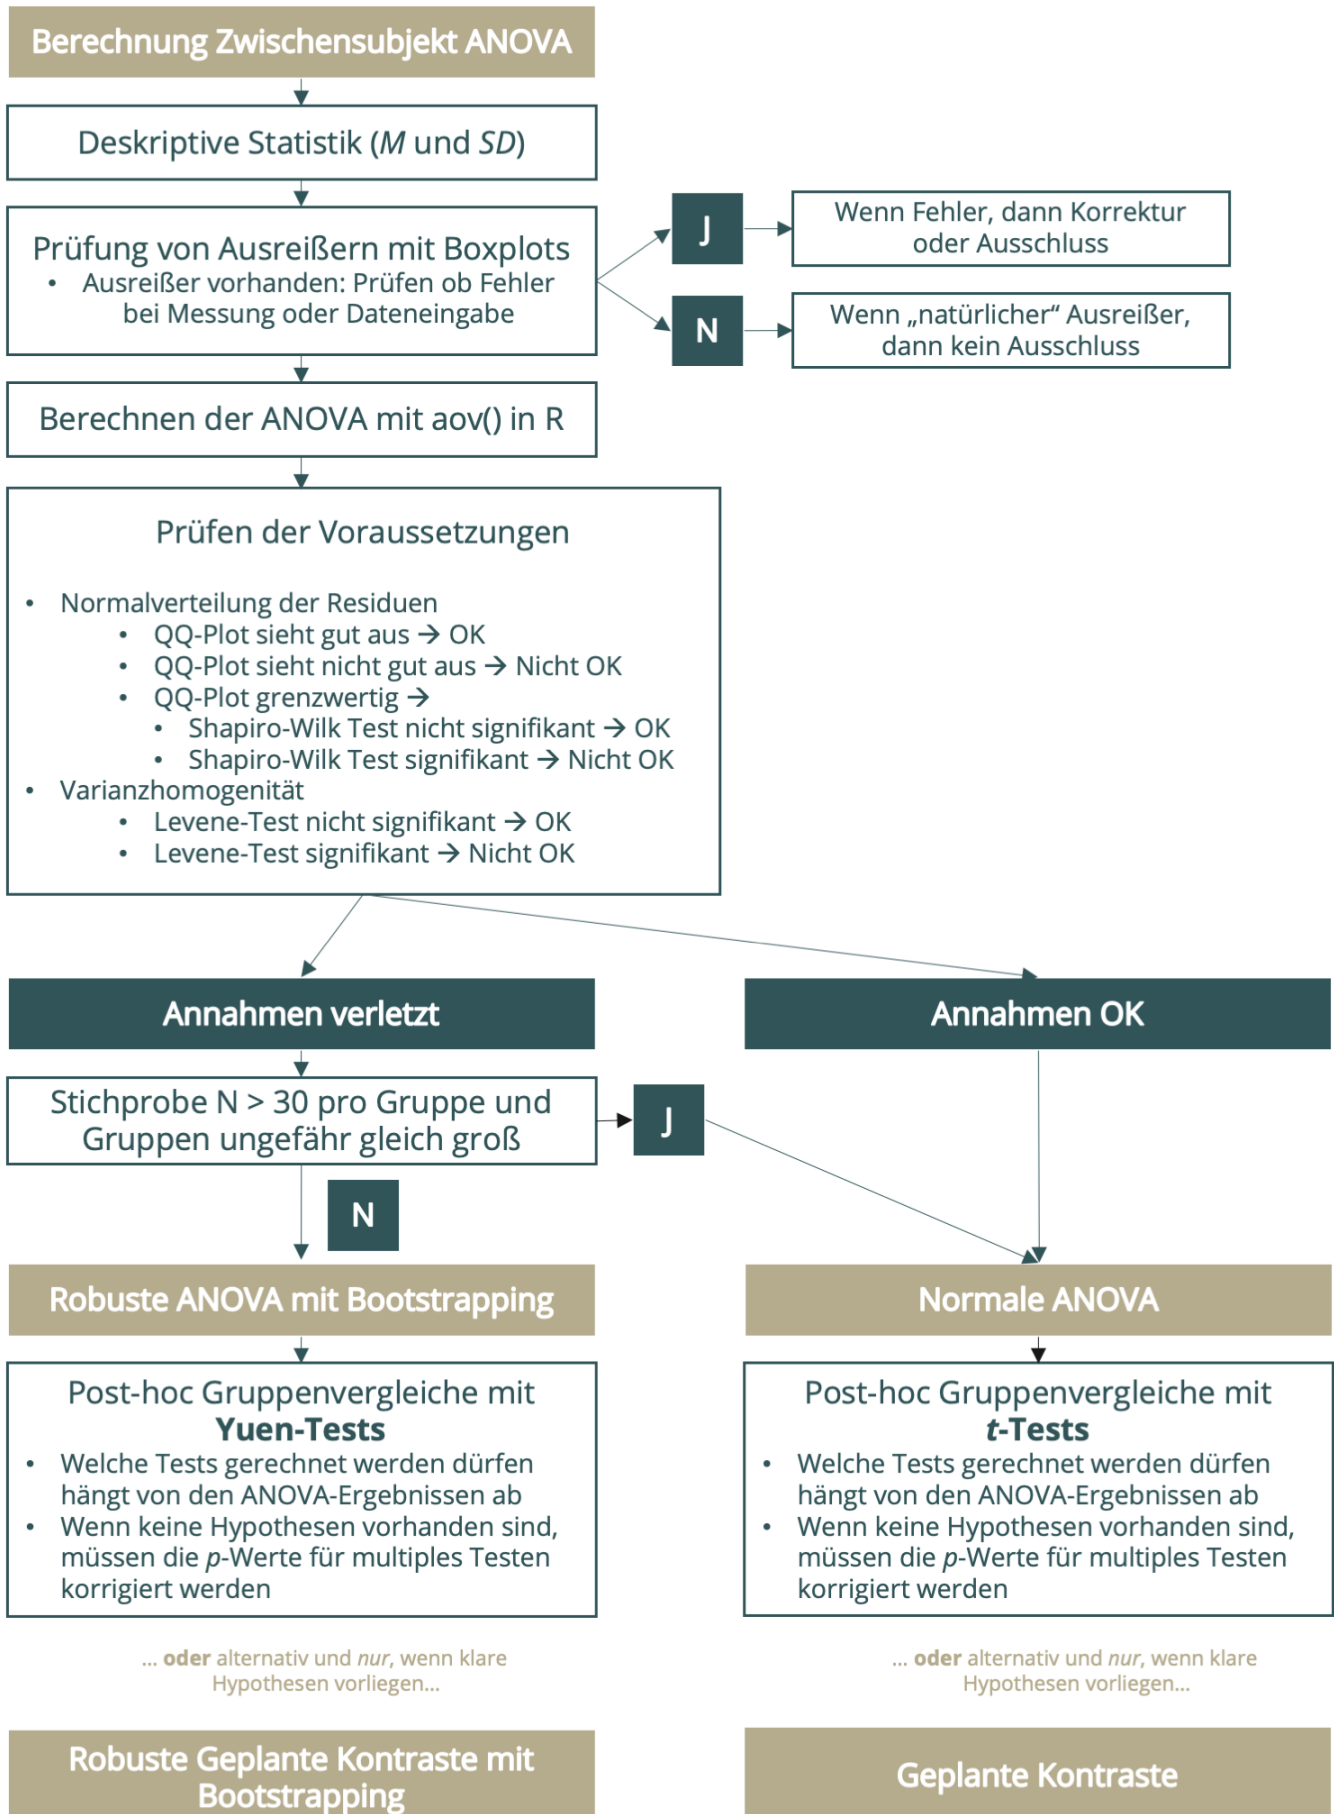 Berechnung Zwischensubjekt ANOVA
Deskriptive Statistik (M und SD)
Prüfung von Ausreißern mit Boxplots
• Ausreißer vorhanden: Prüfen ob Fehler
bei Messung oder Dateneingabe
J
Wenn Fehler, dann Korrektur
oder Ausschluss
N
Wenn „natürlicher“ Ausreißer,
dann kein Ausschluss
Berechnen der ANOVA mit aov() in R
Prüfen der Voraussetzungen
• Normalverteilung der Residuen
• QQ-Plot sieht gut aus → OK
• QQ-Plot sieht nicht gut aus → Nicht OK
• QQ-Plot grenzwertig →
• Shapiro-Wilk Test nicht signifikant → OK
• Shapiro-Wilk Test signifikant → Nicht OK
• Varianzhomogenität
• Levene-Test nicht signifikant → OK
• Levene-Test signifikant → Nicht OK
Annahmen verletzt
Annahmen OK
Stichprobe N > 30 pro Gruppe und
Gruppen ungefähr gleich groß
J
N
Robuste ANOVA mit Bootstrapping
Post-hoc Gruppenvergleiche mit
Yuen-Tests
• Welche Tests gerechnet werden dürfen
hängt von den ANOVA-Ergebnissen ab
• Wenn keine Hypothesen vorhanden sind,
müssen die p-Werte für multiples Testen
korrigiert werden
... oder alternativ und nur, wenn klare
Hypothesen vorliegen...
Robuste Geplante Kontraste mit
Bootstrapping
Normale ANOVA
Post-hoc Gruppenvergleiche mit
t-Tests
• Welche Tests gerechnet werden dürfen
hängt von den ANOVA-Ergebnissen ab
• Wenn keine Hypothesen vorhanden sind,
müssen die p-Werte für multiples Testen
korrigiert werden
... oder alternativ und nur, wenn klare
Hypothesen vorliegen...
Geplante Kontraste